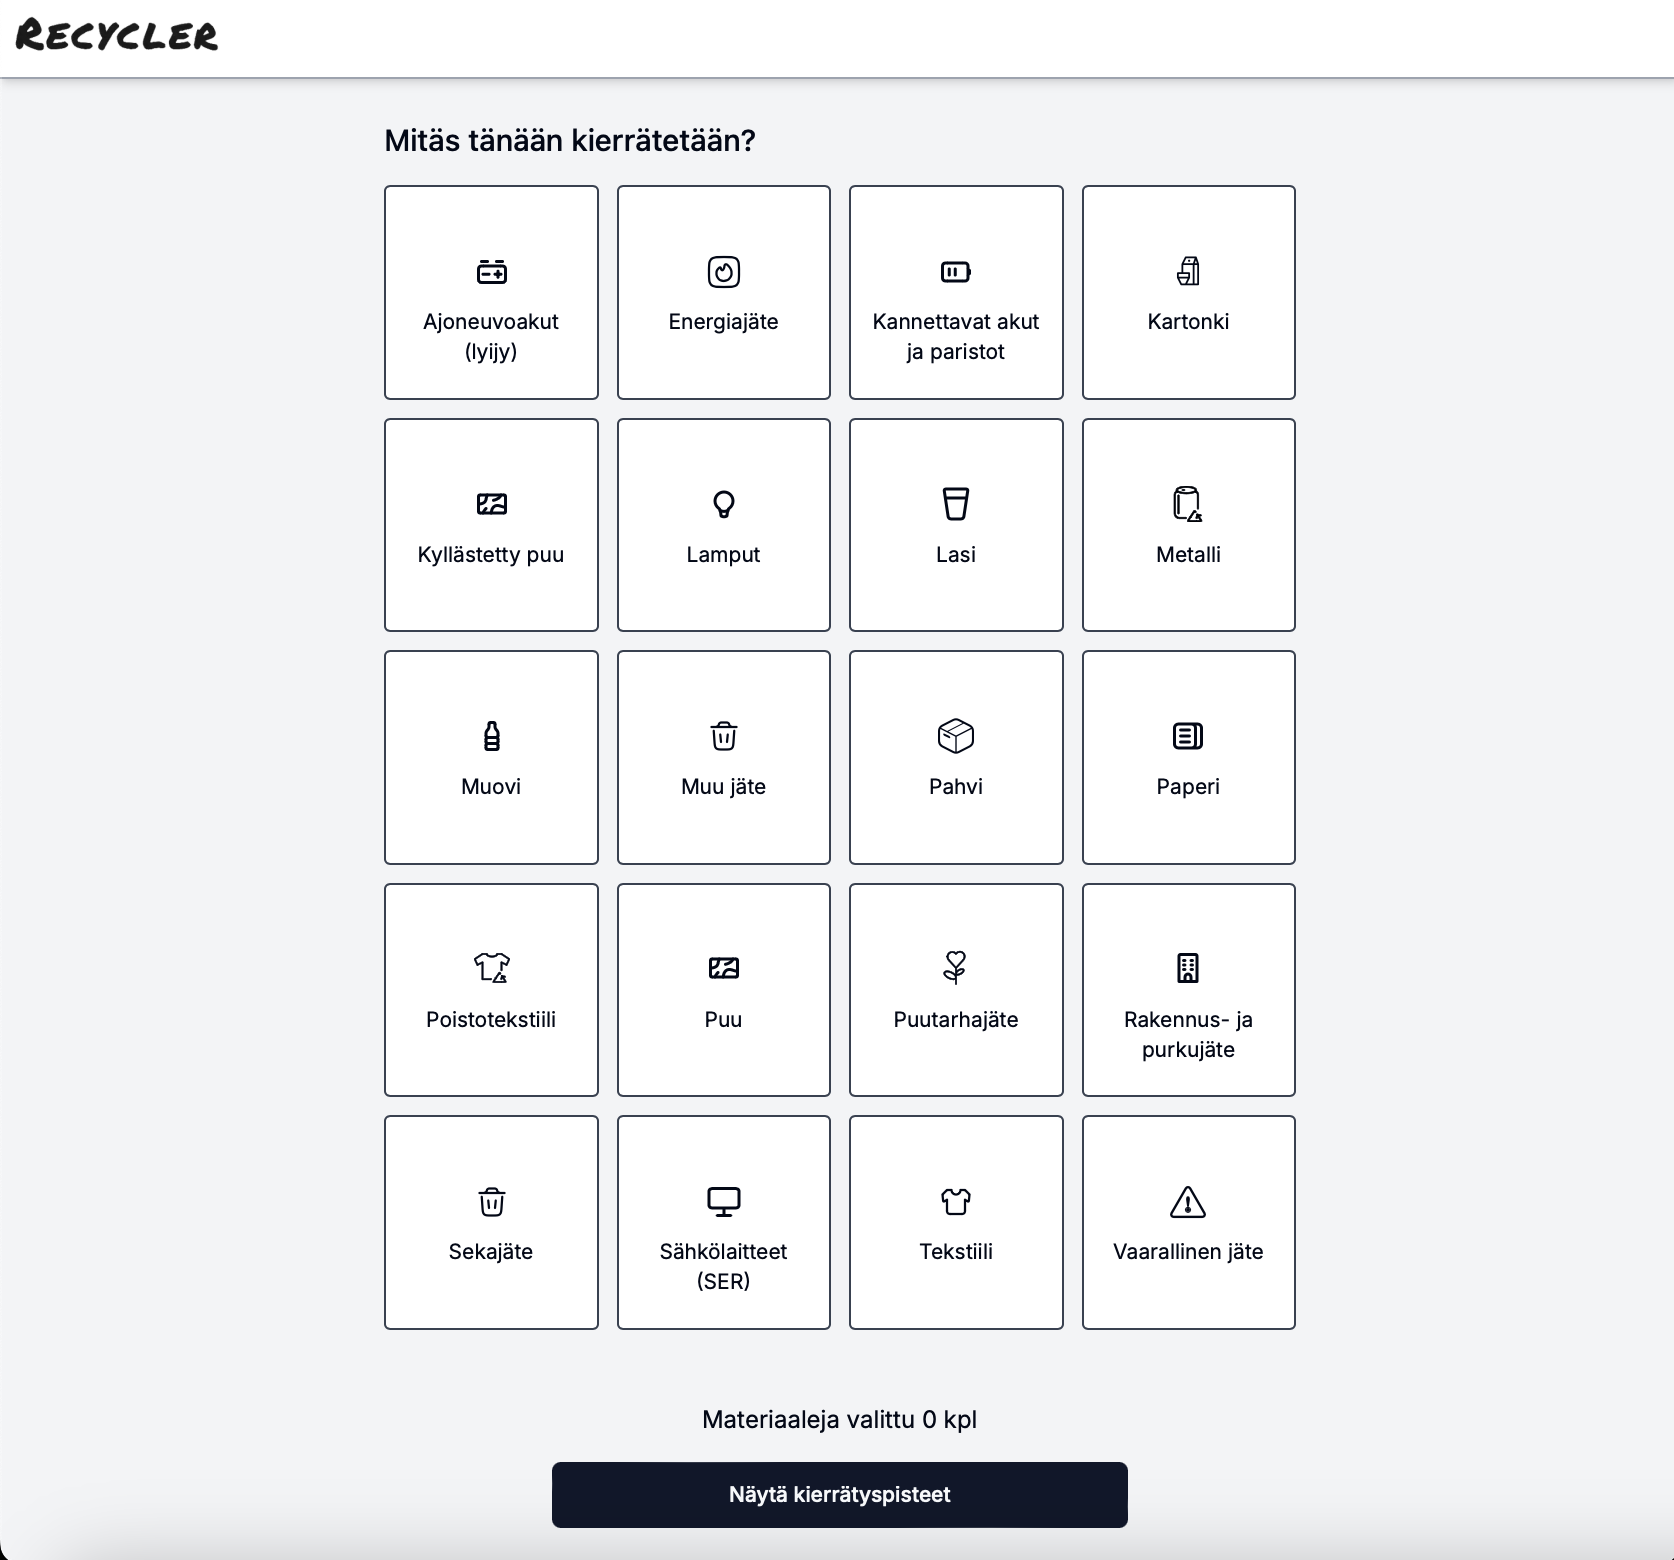 RECYCLER
Mitäs tänään kierrätetään?
Ajoneuvoakut
(lyijy)
Energiajäte
Kannettavat akut
ja paristot
Kartonki
Kyllästetty puu
Lamput
Lasi
Metalli
Muovi
Muu jäte
Pahvi
Paperi
Poistotekstiili
Puu
Puutarhajäte
Rakennus- ja
purkujäte
Sekajäte
Sähkölaitteet
(SER)
Tekstiili
Vaarallinen jäte
Materiaaleja valittu 0 kpl
Näytä kierrätyspisteet